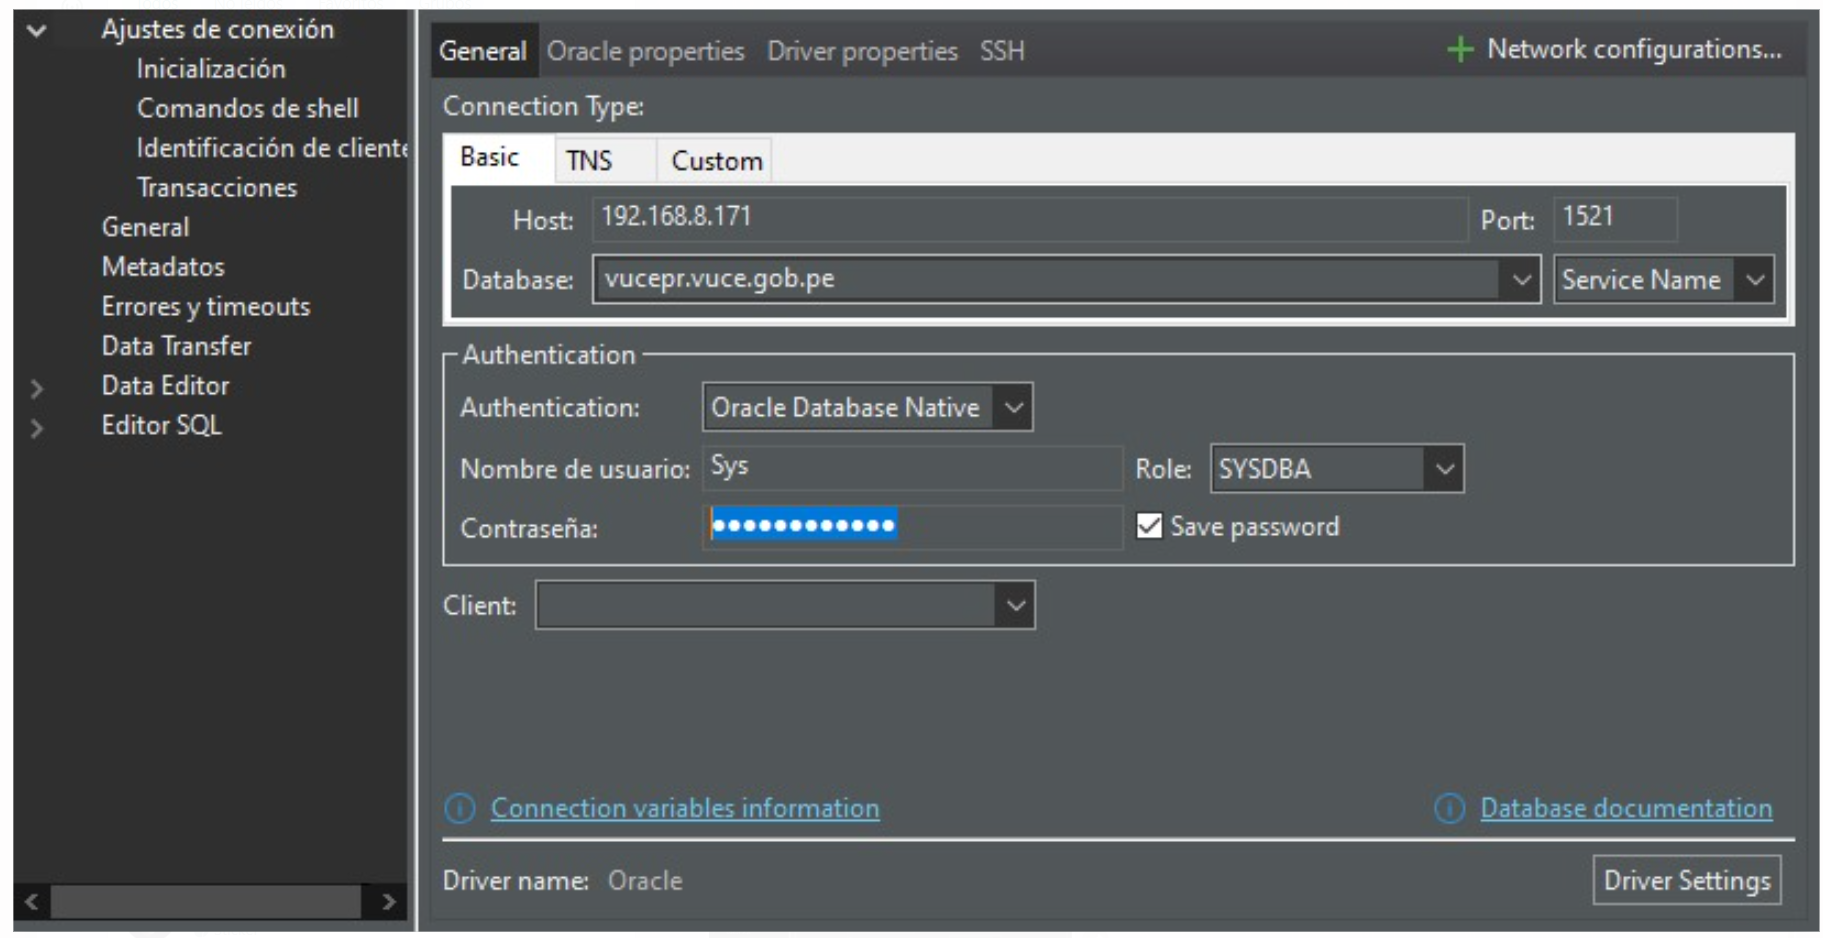 Ajustes de conexión
Inicialización
Comandos de shell
Identificación de cliente
Transacciones
General
Metadatos
Errores y timeouts
Data Transfer
Data Editor
Editor SQL
General Oracle properties Driver properties SSH Network configurations...
Connection Type:
Basic TNS Custom
Host: 192.168.8.171 Port: 1521
Database: vucepr.vuce.gob.pe Service Name
Authentication
Authentication: Oracle Database Native
Nombre de usuario: Sys Role: SYSDBA
Contraseña: •••••••••••• Save password
Client:
Connection variables information Database documentation
Driver name: Oracle Driver Settings